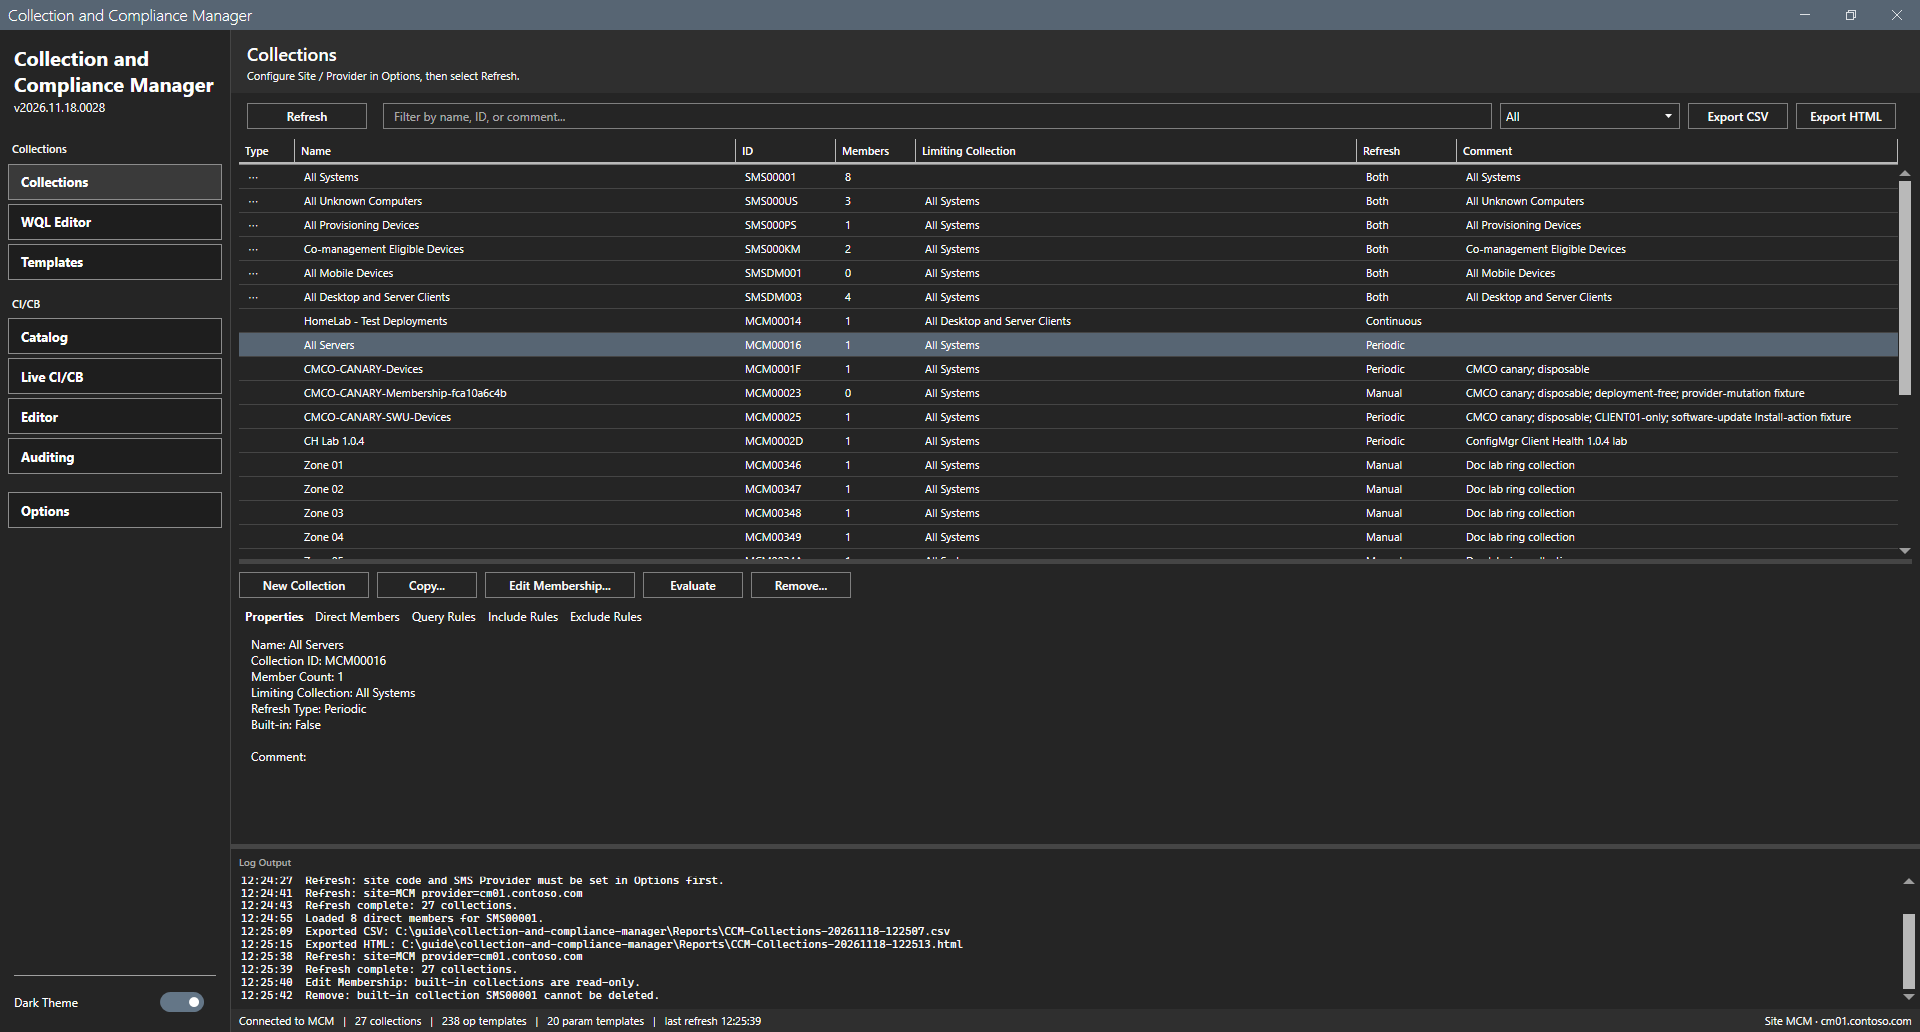 Collection and Compliance Manager
Collection and
Compliance Manager
v2026.11.18.0028
Collections
Collections
WQL Editor
Templates
CI/CB
Catalog
Live CI/CB
Editor
Auditing
Options
Dark Theme
Collections
Configure Site / Provider in Options, then select Refresh.
Refresh Filter by name, ID, or comment... All Export CSV Export HTML
Type Name ID Members Limiting Collection Refresh Comment
... All Systems SMS00001 8 Both All Systems
... All Unknown Computers SMS000US 3 All Systems Both All Unknown Computers
... All Provisioning Devices SMS000PS 1 All Systems Both All Provisioning Devices
... Co-management Eligible Devices SMS000KM 2 All Systems Both Co-management Eligible Devices
... All Mobile Devices SMSDM001 0 All Systems Both All Mobile Devices
... All Desktop and Server Clients SMSDM003 4 All Systems Both All Desktop and Server Clients
HomeLab - Test Deployments MCM00014 1 All Desktop and Server Clients Continuous
All Servers MCM00016 1 All Systems Periodic
CMCO-CANARY-Devices MCM0001F 1 All Systems Periodic CMCO canary; disposable
CMCO-CANARY-Membership-fca10a6c4b MCM00023 0 All Systems Manual CMCO canary; disposable; deployment-free; provider-mutation fixture
CMCO-CANARY-SWU-Devices MCM00025 1 All Systems Periodic CMCO canary; disposable; CLIENT01-only; software-update Install-action fixture
CH Lab 1.0.4 MCM0002D 1 All Systems Periodic ConfigMgr Client Health 1.0.4 lab
Zone 01 MCM00346 1 All Systems Manual Doc lab ring collection
Zone 02 MCM00347 1 All Systems Manual Doc lab ring collection
Zone 03 MCM00348 1 All Systems Manual Doc lab ring collection
Zone 04 MCM00349 1 All Systems Manual Doc lab ring collection
New Collection Copy... Edit Membership... Evaluate Remove...
Properties Direct Members Query Rules Include Rules Exclude Rules
Name: All Servers
Collection ID: MCM00016
Member Count: 1
Limiting Collection: All Systems
Refresh Type: Periodic
Built-in: False
Comment:
Log Output
12:24:27 Refresh: site code and SMS Provider must be set in Options first.
12:24:41 Refresh: site=MCM provider=cm01.contoso.com
12:24:43 Refresh complete: 27 collections.
12:24:55 Loaded 8 direct members for SMS00001.
12:25:09 Exported CSV: C:\guide\collection-and-compliance-manager\Reports\CCM-Collections-20261118-122507.csv
12:25:15 Exported HTML: C:\guide\collection-and-compliance-manager\Reports\CCM-Collections-20261118-122513.html
12:25:38 Refresh: site=MCM provider=cm01.contoso.com
12:25:39 Refresh complete: 27 collections.
12:25:40 Edit Membership: built-in collections are read-only.
12:25:42 Remove: built-in collection SMS00001 cannot be deleted.
Connected to MCM | 27 collections | 238 op templates | 20 param templates | last refresh 12:25:39
Site MCM · cm01.contoso.com